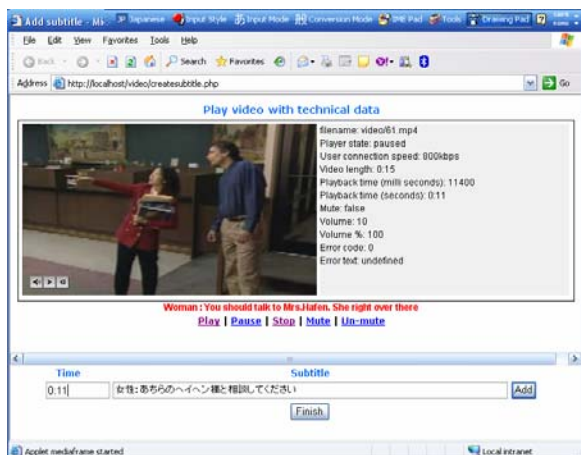 Add subtitle - Mi
Japanese Input Style Input Mode Conversion Mode IME Pad Tools Drawing Pad
File Edit View Favorites Tools Help
Back Search Favorites
Address http://localhost/video/createsubtitle.php Go
Play video with technical data
filename: video/61.mp4
Player state: paused
User connection speed: 800kbps
Video length: 0:15
Playback time (milli seconds): 11400
Playback time (seconds): 0:11
Mute: false
Volume: 10
Volume %: 100
Error code: 0
Error text: undefined
Woman : You should talk to Mrs.Hafen. She right over there
Play | Pause | Stop | Mute | Un-mute
Time Subtitle
0:11 女性:あちらのヘイヘン様と相談してください Add
Finish
Applet mediaframe started Local intranet